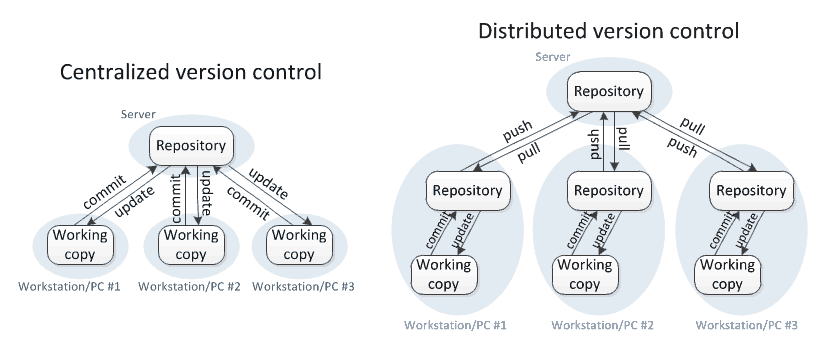 Centralized version control
Server
Repository
commit
update
commit
update
update
commit
Working
copy
Working
copy
Working
copy
Workstation/PC #1
Workstation/PC #2
Workstation/PC #3
Distributed version control
Server
Repository
push
pull
push
pull
pull
push
Repository
Repository
Repository
commit
update
commit
update
commit
update
Working
copy
Working
copy
Working
copy
Workstation/PC #1
Workstation/PC #2
Workstation/PC #3